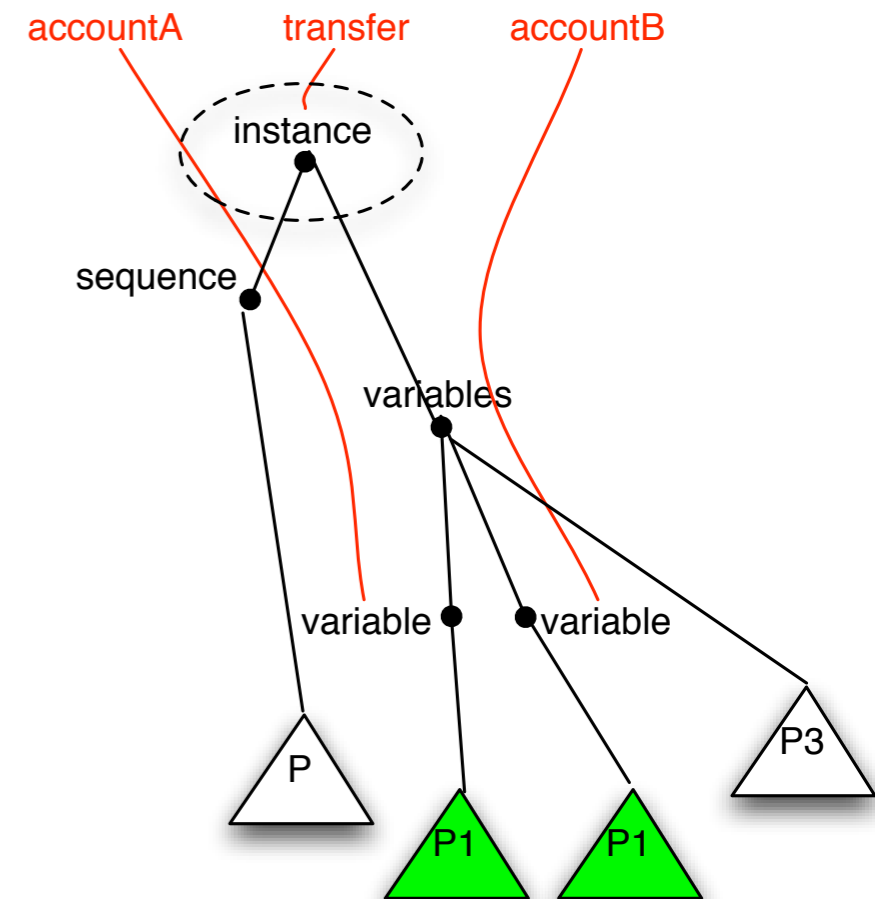 accountA transfer accountB
instance
sequence
variables
variable variable
P3
P
P1 P1